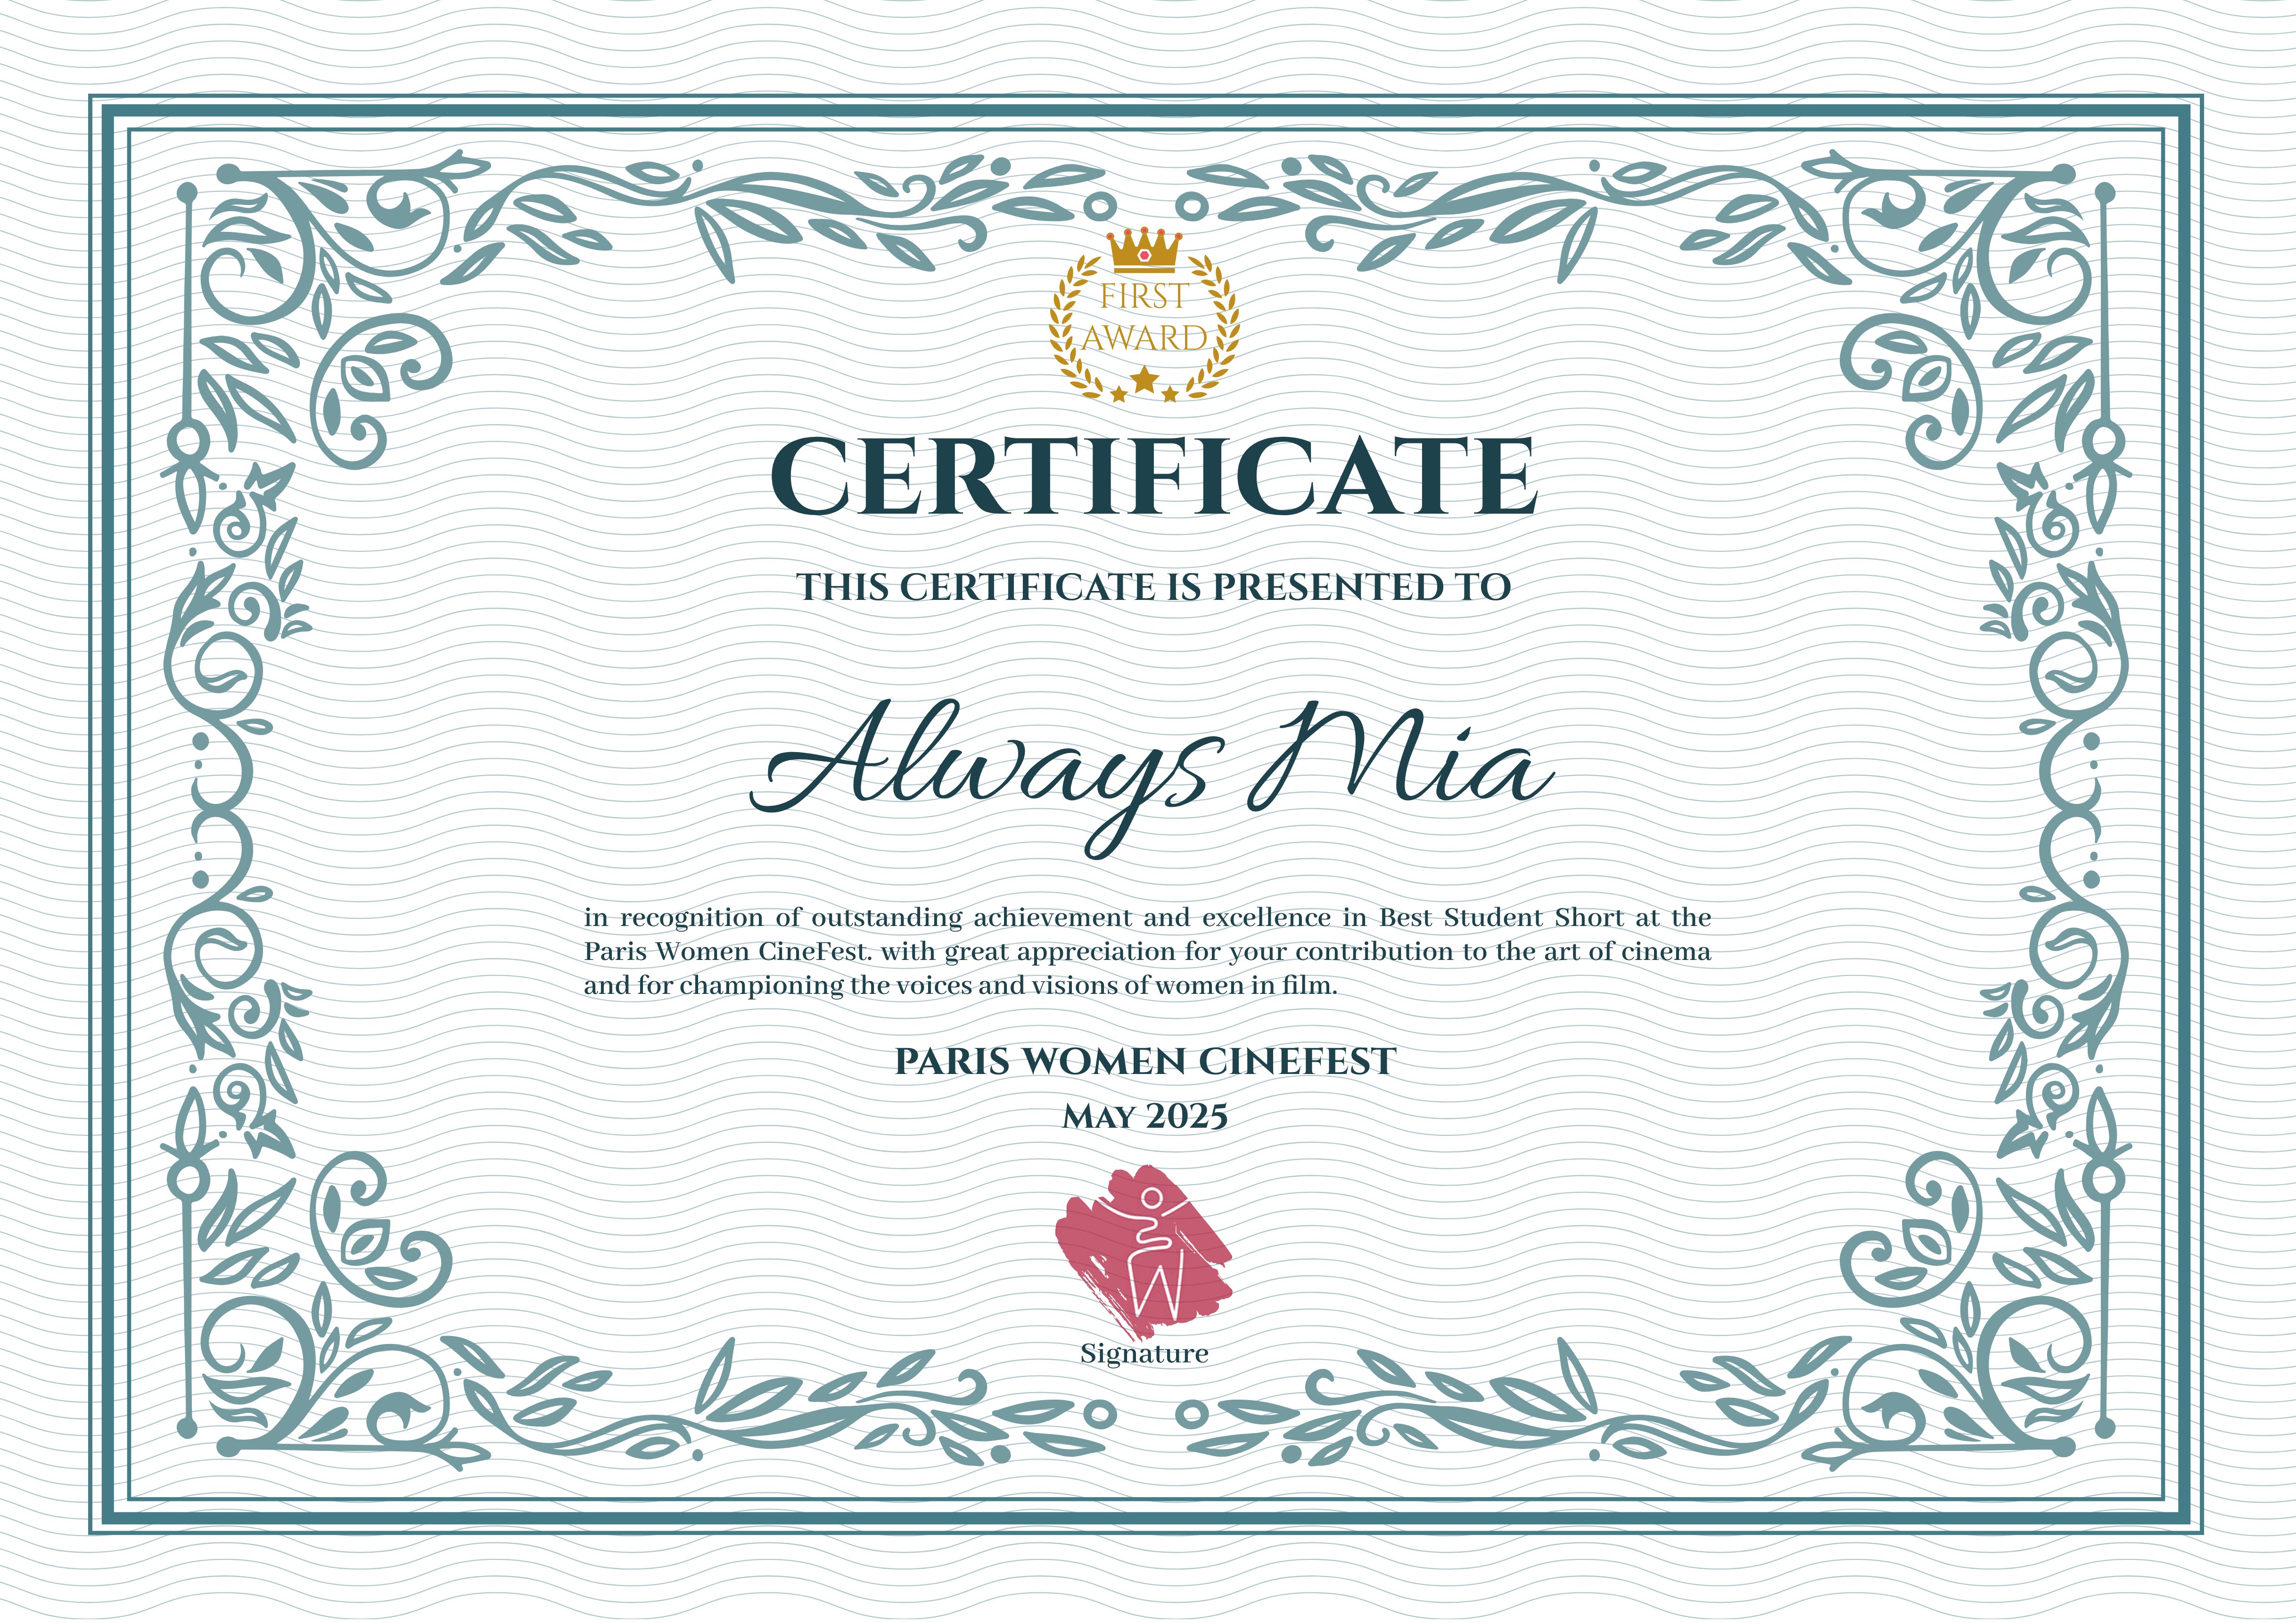 FIRST
AWARD
CERTIFICATE
THIS CERTIFICATE IS PRESENTED TO
Always Mia
in recognition of outstanding achievement and excellence in Best Student Short at the
Paris Women CineFest. with great appreciation for your contribution to the art of cinema
and for championing the voices and visions of women in film.
PARIS WOMEN CINEFEST
MAY 2025
Signature